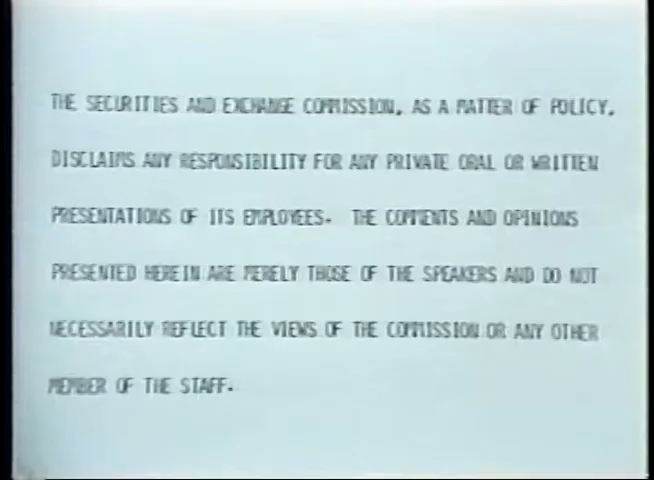 THE SECURITIES AND EXCHANGE COMMISSION, AS A MATTER OF POLICY,
DISCLAIMS ANY RESPONSIBILITY FOR ANY PRIVATE ORAL OR WRITTEN
PRESENTATIONS OF ITS EMPLOYEES. THE COMMENTS AND OPINIONS
PRESENTED HEREIN ARE MERELY THOSE OF THE SPEAKERS AND DO NOT
NECESSARILY REFLECT THE VIEWS OF THE COMMISSION OR ANY OTHER
MEMBER OF THE STAFF.